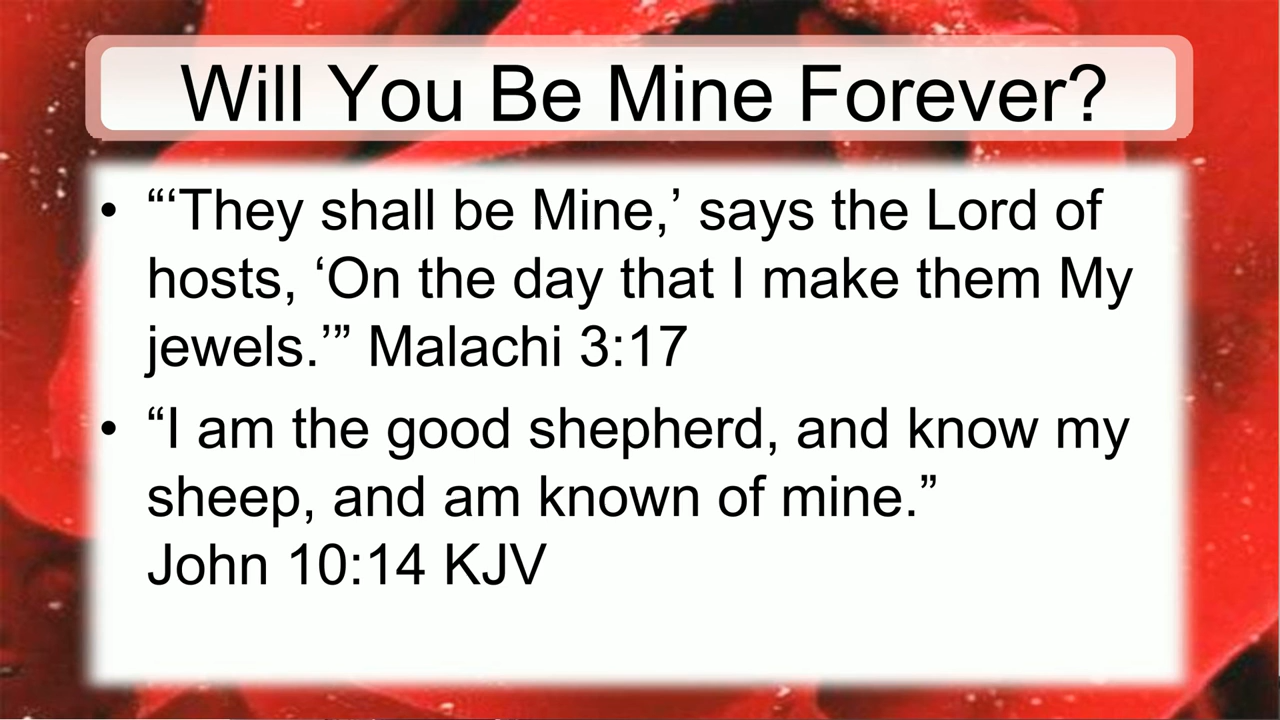 Will You Be Mine Forever?
• “‘They shall be Mine,’ says the Lord of
hosts, ‘On the day that I make them My
jewels.’” Malachi 3:17
• “I am the good shepherd, and know my
sheep, and am known of mine.”
John 10:14 KJV